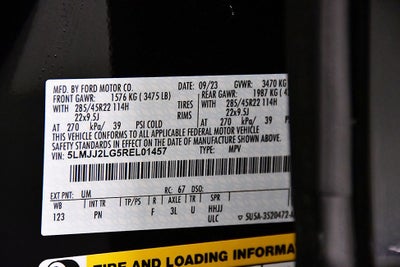 MFD. BY FORD MOTOR CO. DATE: 09/23 GVWR: 3470 KG
FRONT GAWR: 1576 KG ( 3475 LB) REAR GAWR: 1987 KG
WITH 285/45R22 114H TIRES WITH 285/45R22 114H
22x9.5J RIMS 22x9.5J
AT 270 kPa/ 39 PSI COLD AT 270 kPa/ 39
THIS VEHICLE CONFORMS TO ALL APPLICABLE FEDERAL MOTOR VEHICLE
SAFETY STANDARDS IN EFFECT ON THE DATE OF MANUFACTURE SHOWN
VIN: 5LMJJ2LG5REL01457 TYPE: MPV
EXT PNT: UM RC: 67 DSO:
WB INT TR TP/PS R AXLE TR SPR
123 PN F 3L U HHJJ
ULC
TIRE AND LOADING INFORMA